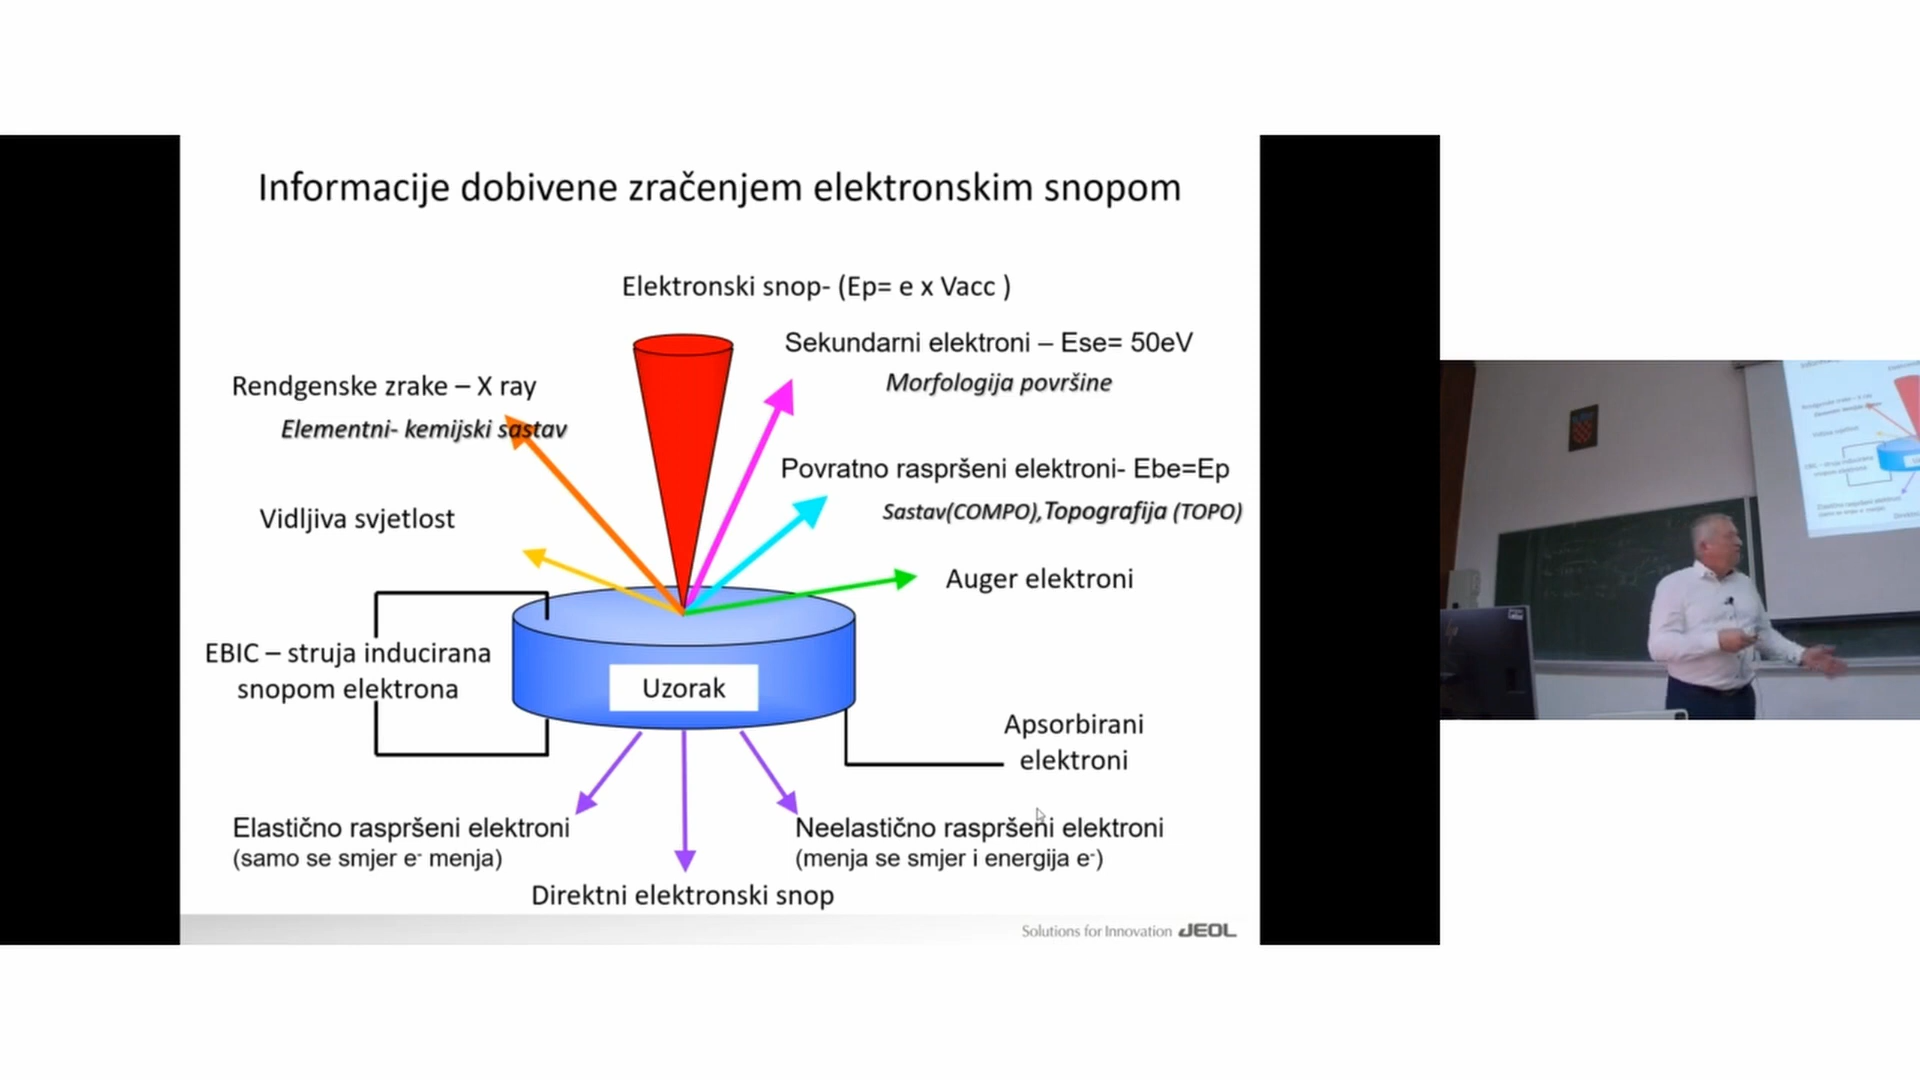 Informacije dobivene zračenjem elektronskim snopom
Elektronski snop- (Ep= e x Vacc )
Sekundarni elektroni – Ese= 50eV
Morfologija površine
Rendgenske zrake – X ray
Elementni- kemijski sastav
Povratno raspršeni elektroni- Ebe=Ep
Sastav(COMPO),Topografija (TOPO)
Vidljiva svjetlost
Auger elektroni
EBIC – struja inducirana
snopom elektrona
Uzorak
Apsorbirani
elektroni
Elastično raspršeni elektroni
(samo se smjer e- menja)
Neelastično raspršeni elektroni
(menja se smjer i energija e-)
Direktni elektronski snop
Solutions for Innovation JEOL